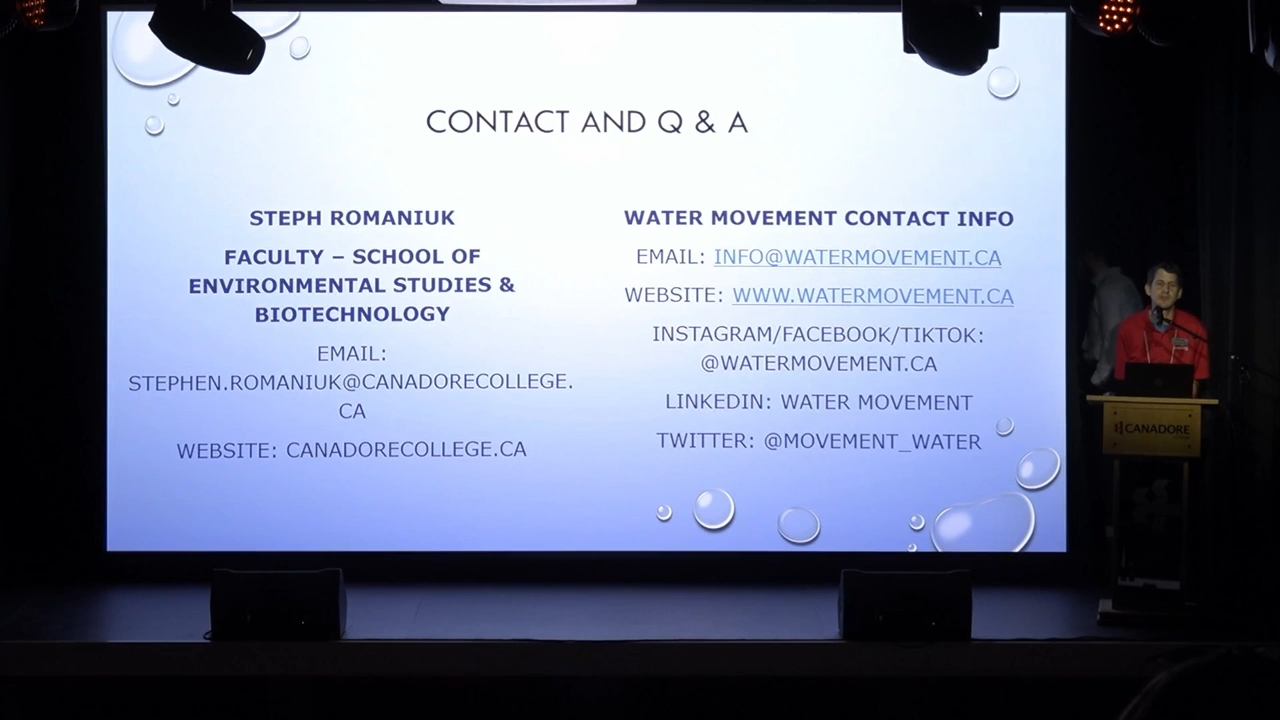 CONTACT AND Q & A
STEPH ROMANIUK
FACULTY – SCHOOL OF
ENVIRONMENTAL STUDIES &
BIOTECHNOLOGY
EMAIL:
STEPHEN.ROMANIUK@CANADORECOLLEGE.
CA
WEBSITE: CANADORECOLLEGE.CA
WATER MOVEMENT CONTACT INFO
EMAIL: INFO@WATERMOVEMENT.CA
WEBSITE: WWW.WATERMOVEMENT.CA
INSTAGRAM/FACEBOOK/TIKTOK:
@WATERMOVEMENT.CA
LINKEDIN: WATER MOVEMENT
TWITTER: @MOVEMENT_WATER
CANADORE